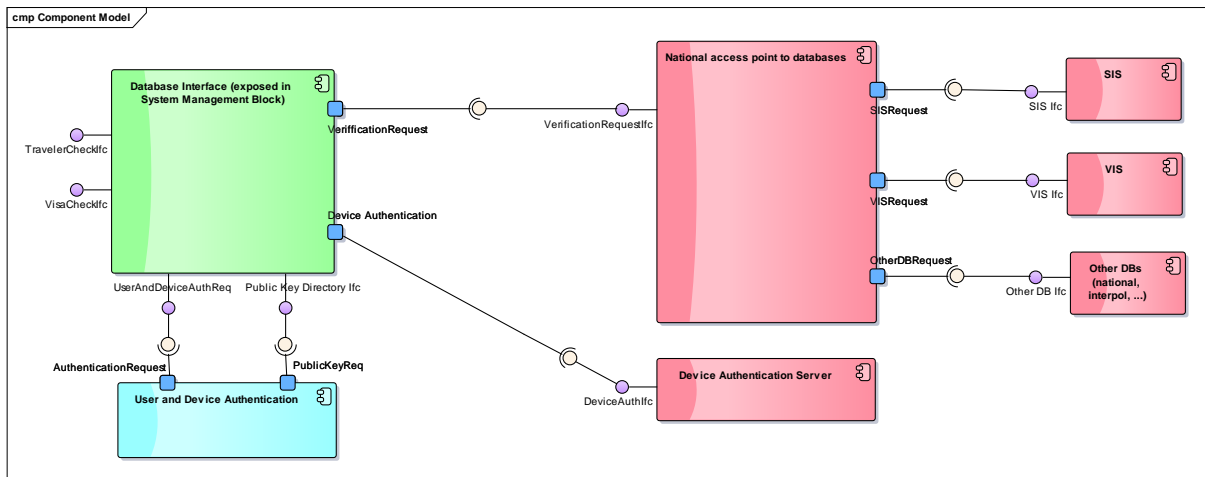 cmp Component Model
Database Interface (exposed in
System Management Block)
VerifficationRequest
TravelerCheckIfc
VisaCheckIfc
Device Authentication
UserAndDeviceAuthReq
Public Key Directory Ifc
AuthenticationRequest
PublicKeyReq
User and Device Authentication
National access point to databases
VerificationRequestIfc
SISRequest
VISRequest
OtherDBRequest
SIS
SIS Ifc
VIS
VIS Ifc
Other DBs
(national,
interpol, ...)
Other DB Ifc
Device Authentication Server
DeviceAuthIfc